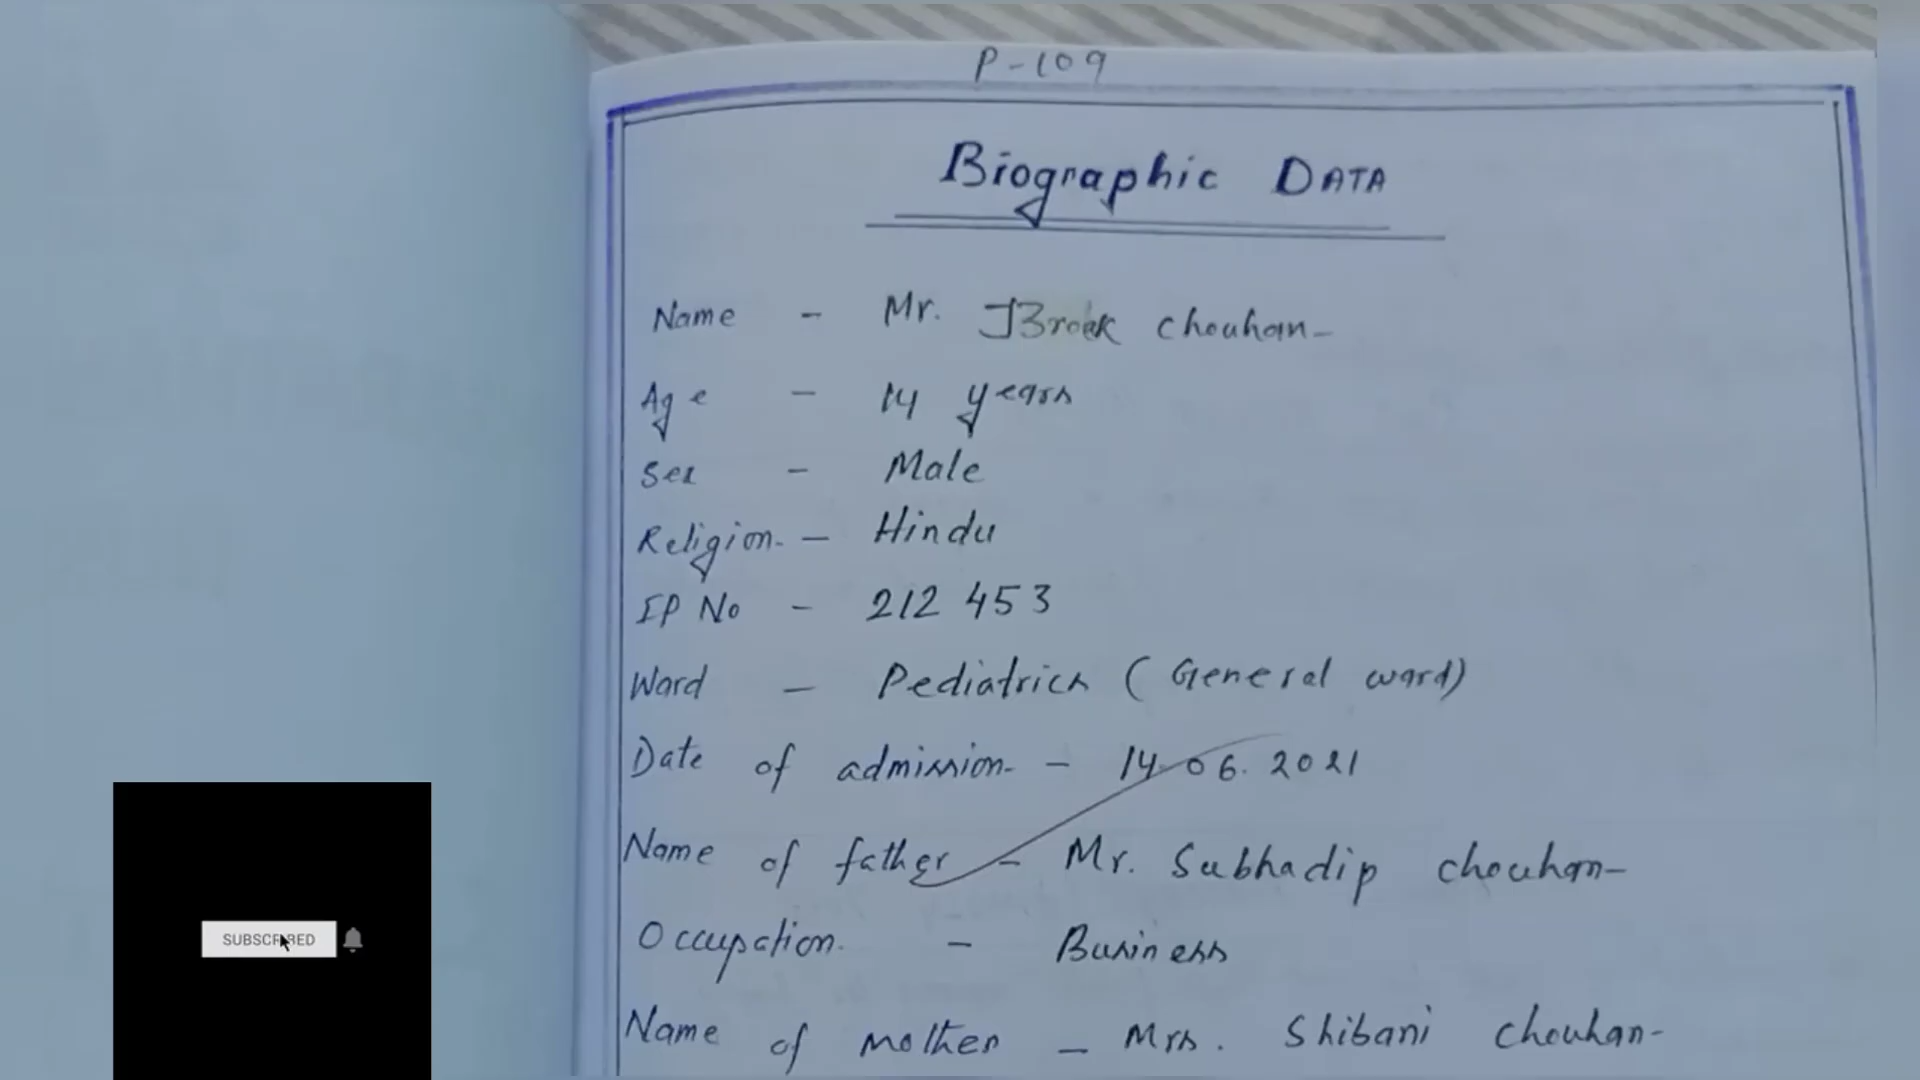 P-109
Biographic DATA
Name - Mr. Chouhan
Age - 14 years
Sex - Male
Religion - Hindu
IP No - 212 453
Ward - Pediatrics (General ward)
Date of admission - 14.06.2021
Name of father - Mr. Subhadip chouhan
Occupation - Business
Name of mother - Mrs. Shibani chouhan
SUBSCRIBED